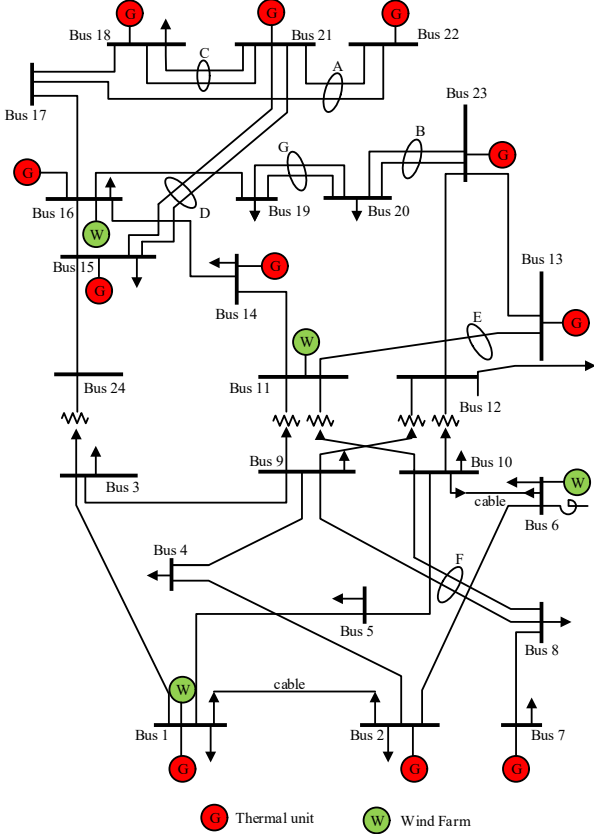 G
G
G
Bus 18
C
Bus 21
Bus 22
A
Bus 17
Bus 23
G
B
G
G
Bus 16
W
D
Bus 19
Bus 20
Bus 15
G
G
Bus 14
Bus 13
E
G
W
Bus 24
Bus 11
Bus 12
Bus 9
Bus 10
Bus 3
W
cable
Bus 6
Bus 4
F
Bus 5
Bus 8
W
cable
Bus 1
Bus 2
Bus 7
G
G
G
G Thermal unit
W Wind Farm